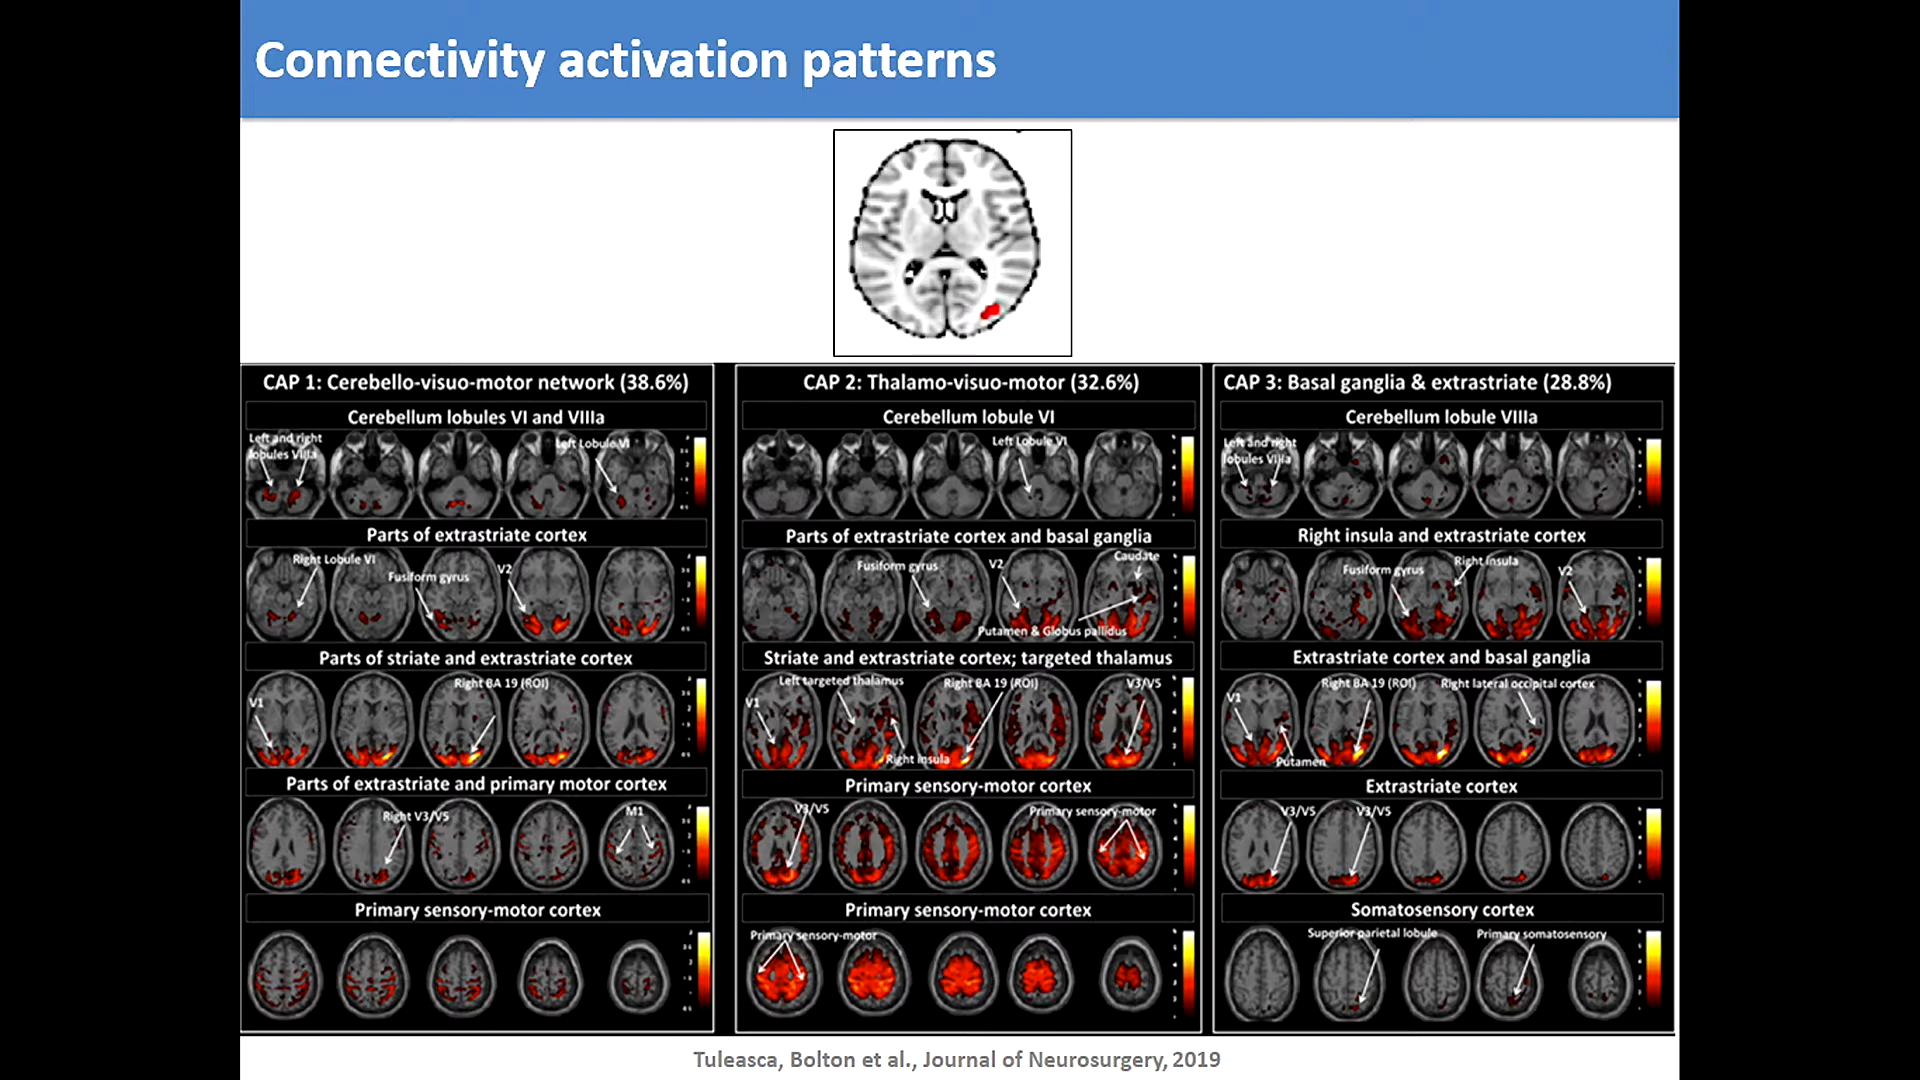 Connectivity activation patterns
CAP 1: Cerebello-visuo-motor network (38.6%)
Cerebellum lobules VI and VIIIa
Left and right
lobules VIIIa
Left Lobule VI
Parts of extrastriate cortex
Right Lobule VI
Fusiform gyrus
V2
Parts of striate and extrastriate cortex
V1
Right BA 19 (ROI)
Parts of extrastriate and primary motor cortex
Right V3/V5
M1
Primary sensory-motor cortex
CAP 2: Thalamo-visuo-motor (32.6%)
Cerebellum lobule VI
Left Lobule VI
Parts of extrastriate cortex and basal ganglia
Fusiform gyrus
V2
Caudate
Putamen & Globus pallidus
Striate and extrastriate cortex; targeted thalamus
Left targeted thalamus
Right BA 19 (ROI)
V3/V5
V1
Right insula
Primary sensory-motor cortex
V3/V5
Primary sensory-motor
Primary sensory-motor cortex
Primary sensory-motor
CAP 3: Basal ganglia & extrastriate (28.8%)
Cerebellum lobule VIIIa
Left and right
lobules VIIIa
Right insula and extrastriate cortex
Fusiform gyrus
Right insula
V2
Extrastriate cortex and basal ganglia
V1
Right BA 19 (ROI)
Right lateral occipital cortex
Putamen
Extrastriate cortex
V3/V5
V3/V5
Somatosensory cortex
Superior parietal lobule
Primary somatosensory
Tuleasca, Bolton et al., Journal of Neurosurgery, 2019